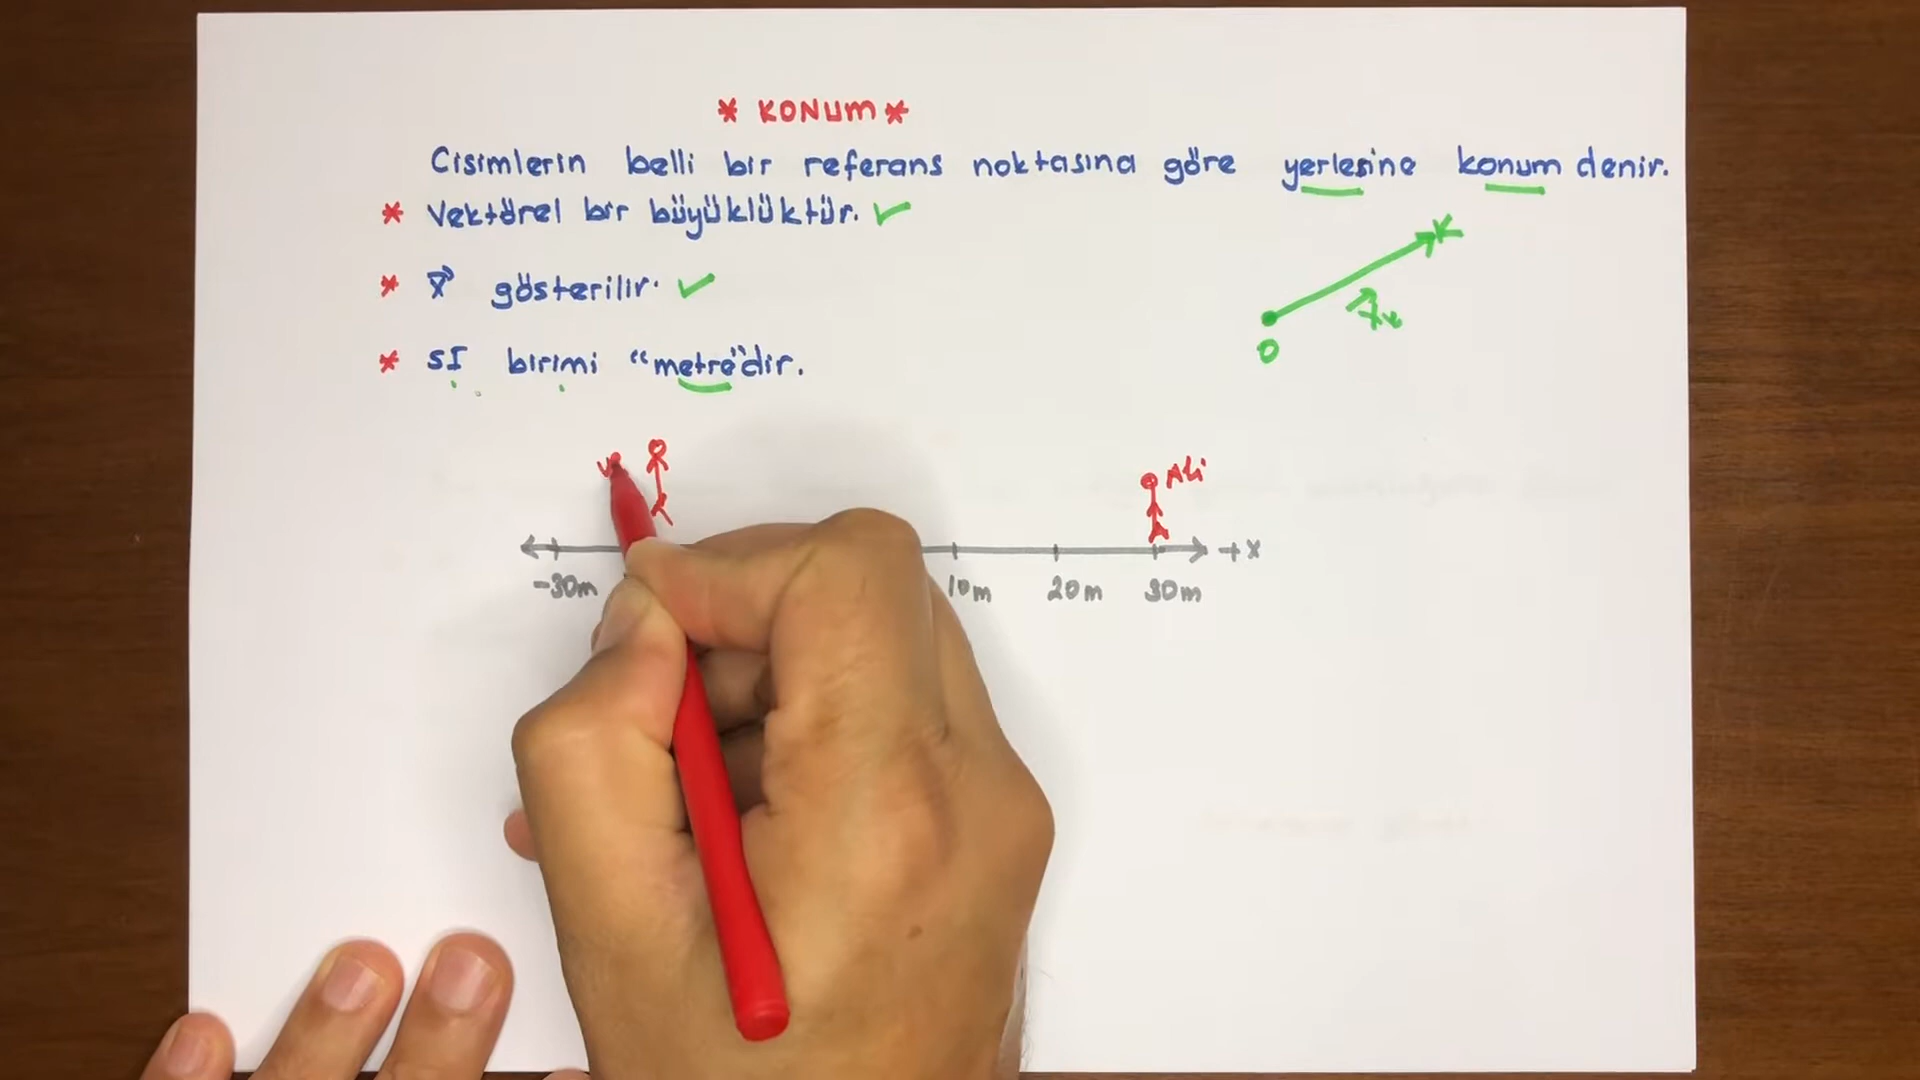 * KONUM *
Cisimlerin belli bir referans noktasına göre yerlesine konum denir.
* Vektörel bir büyüklüktür. ✓
* x⃗ gösterilir. ✓
* SI birimi “metre”dir.
K
x⃗ₖ
O
Ali
+x
-30m 10m 20m 30m